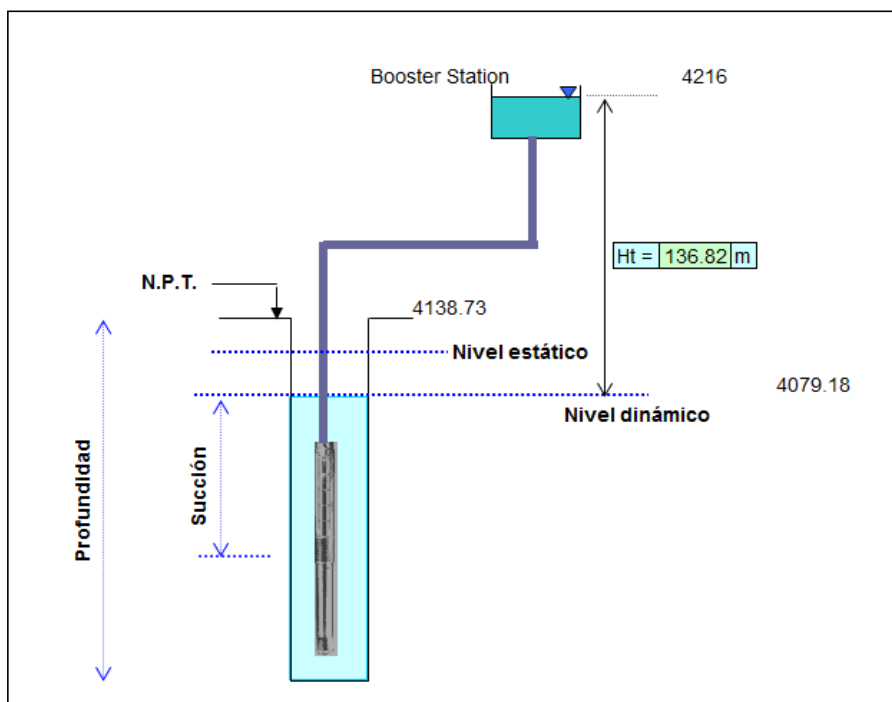 Booster Station
4216
Ht = 136.82 m
N.P.T.
4138.73
Nivel estático
4079.18
Nivel dinámico
Succión
Profundidad